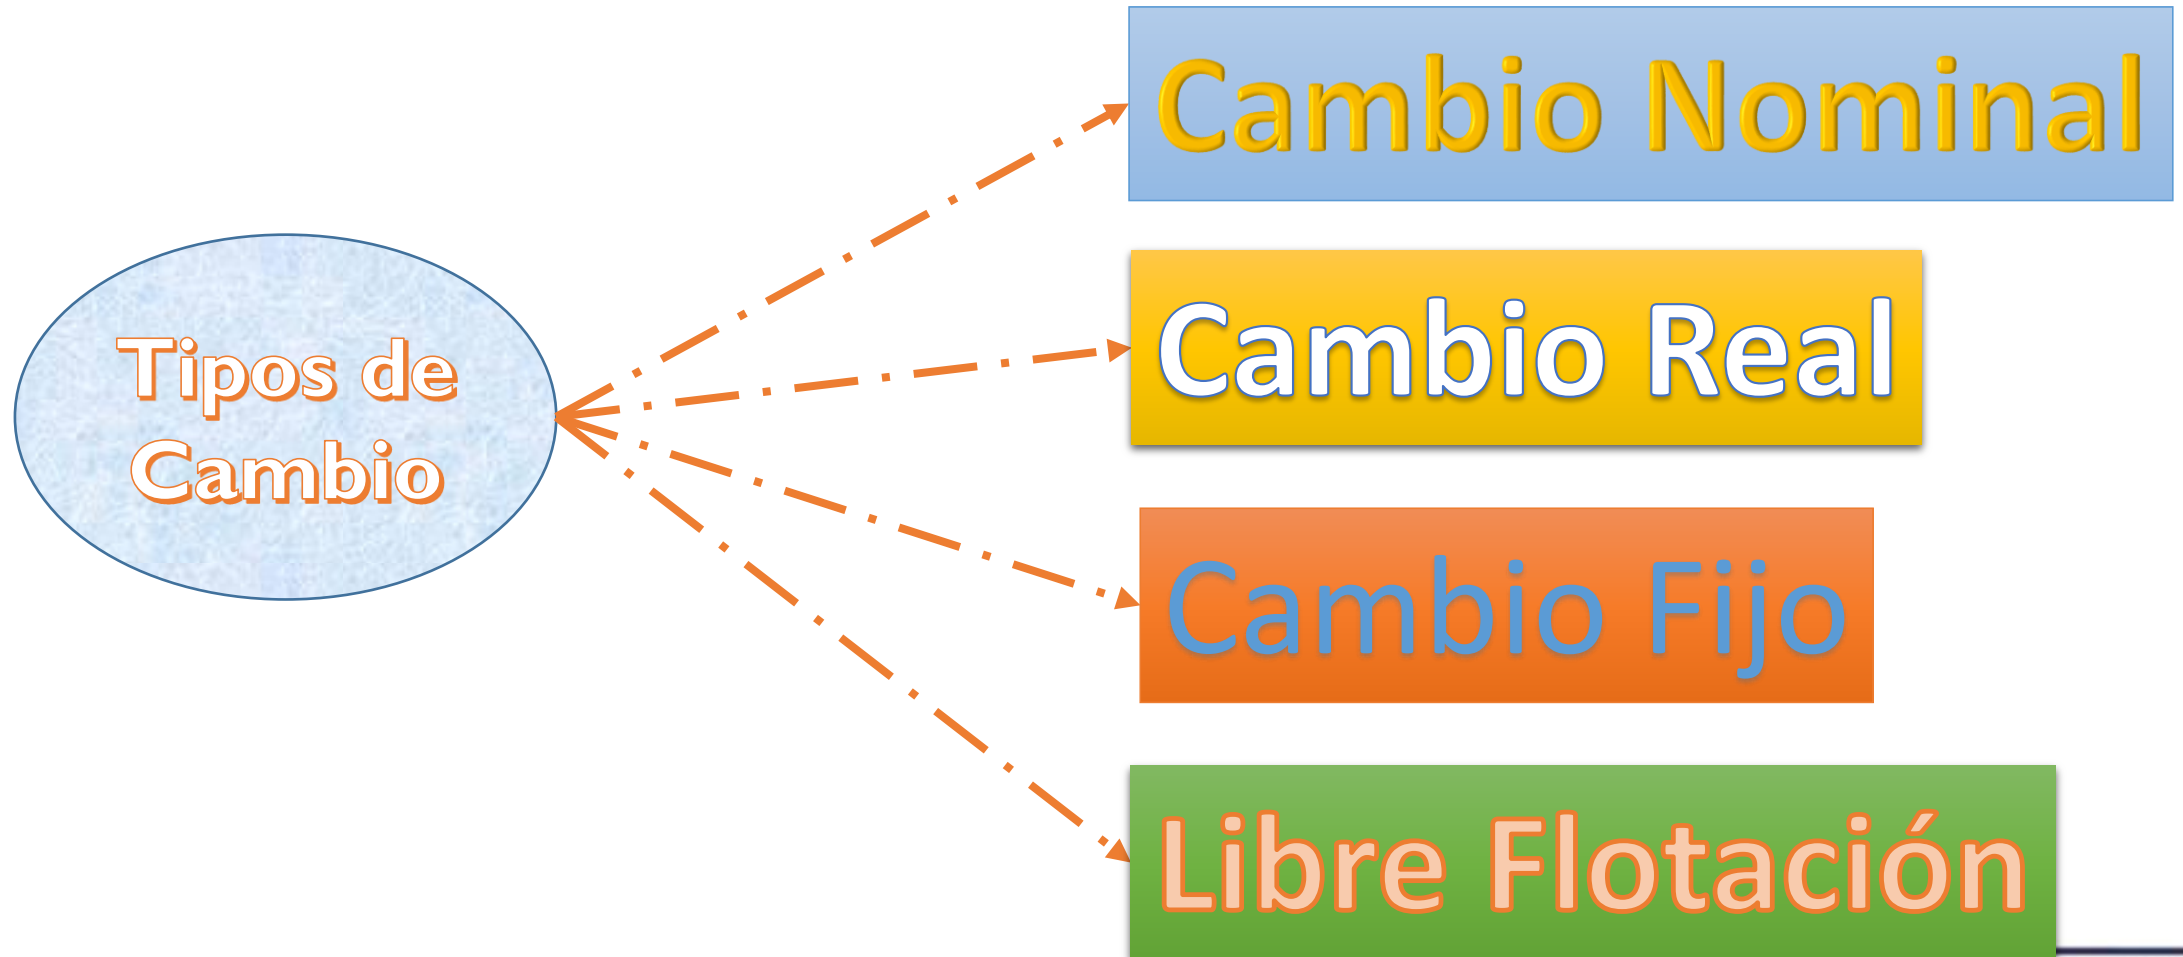 Cambio Nominal
Cambio Real
Tipos de
Cambio
Cambio Fijo
Libre Flotación